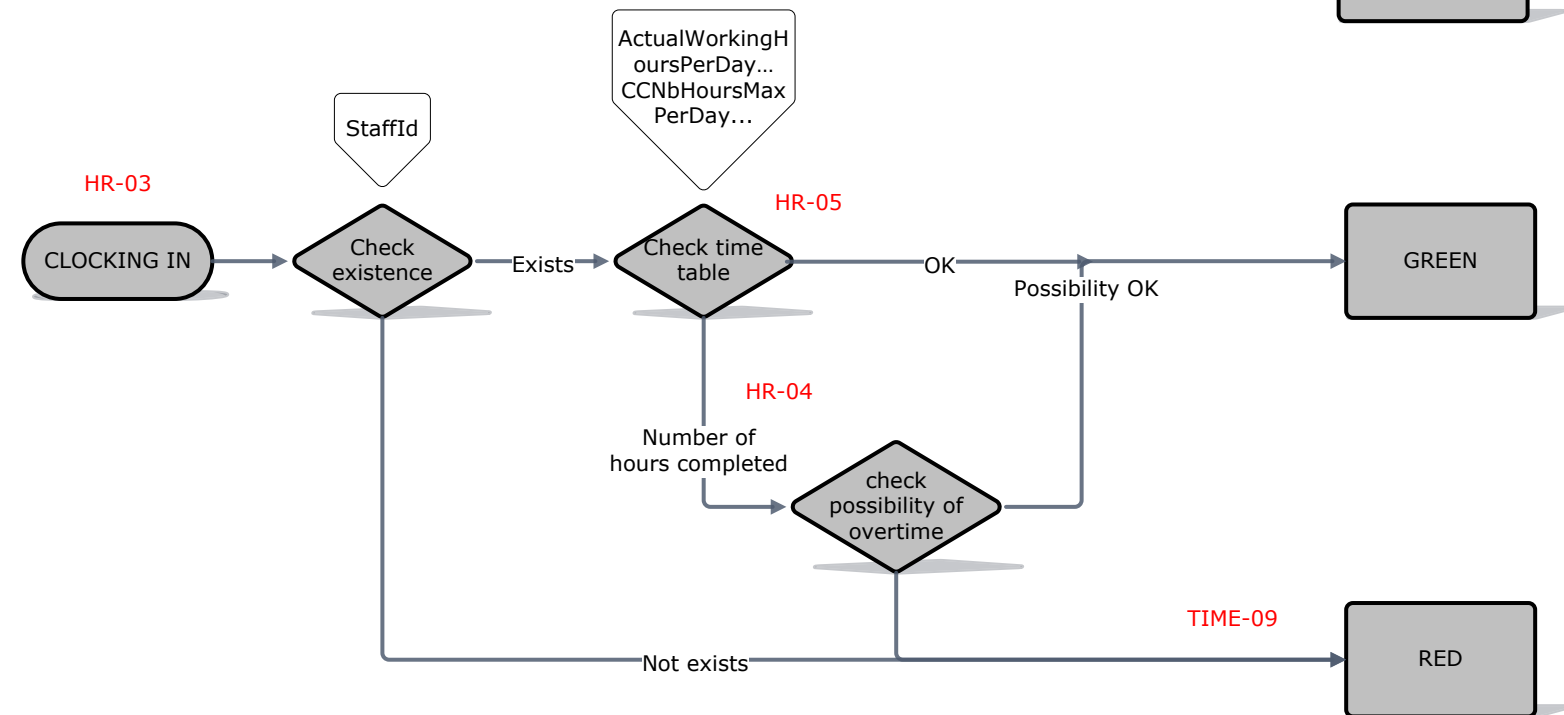 ActualWorkingH
oursPerDay...
CCNbHoursMax
PerDay...
StaffId
HR-03
HR-05
CLOCKING IN
Check
existence
Exists
Check time
table
OK
Possibility OK
GREEN
HR-04
Number of
hours completed
check
possibility of
overtime
TIME-09
Not exists
RED